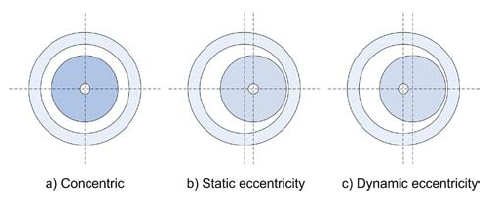 a) Concentric
b) Static eccentricity
c) Dynamic eccentricity